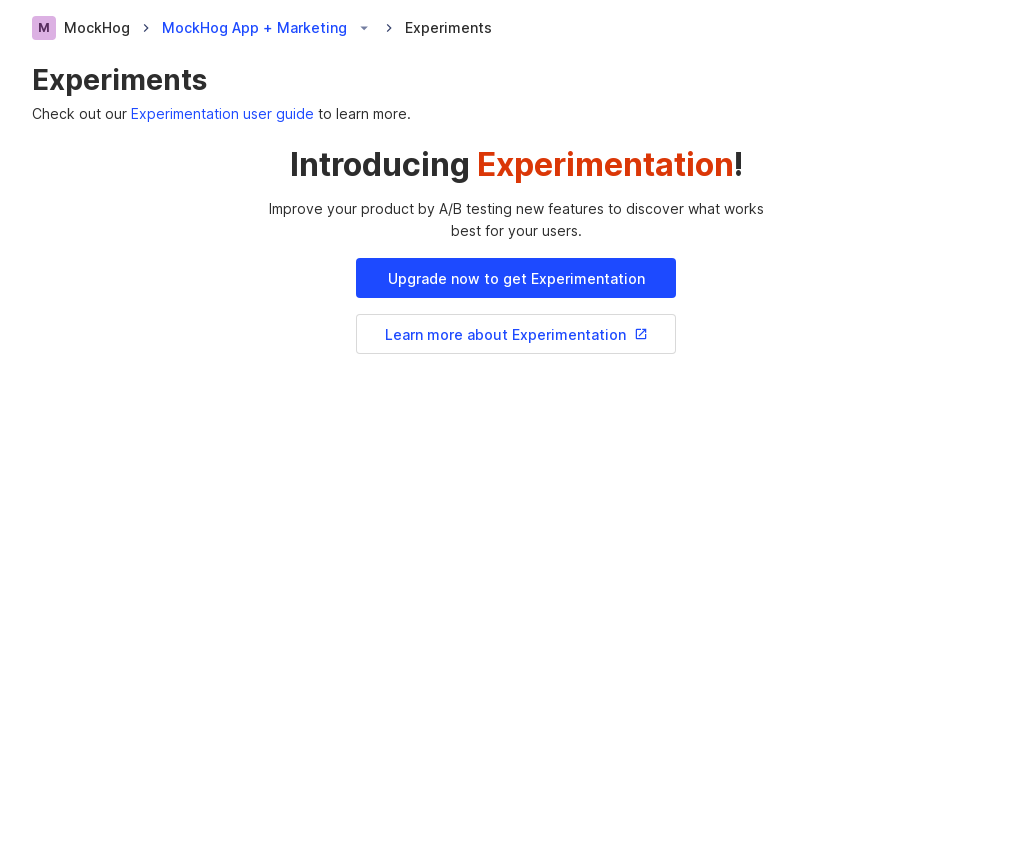 M MockHog MockHog App + Marketing Experiments
Experiments
Check out our Experimentation user guide to learn more.
Introducing Experimentation!
Improve your product by A/B testing new features to discover what works
best for your users.
Upgrade now to get Experimentation
Learn more about Experimentation